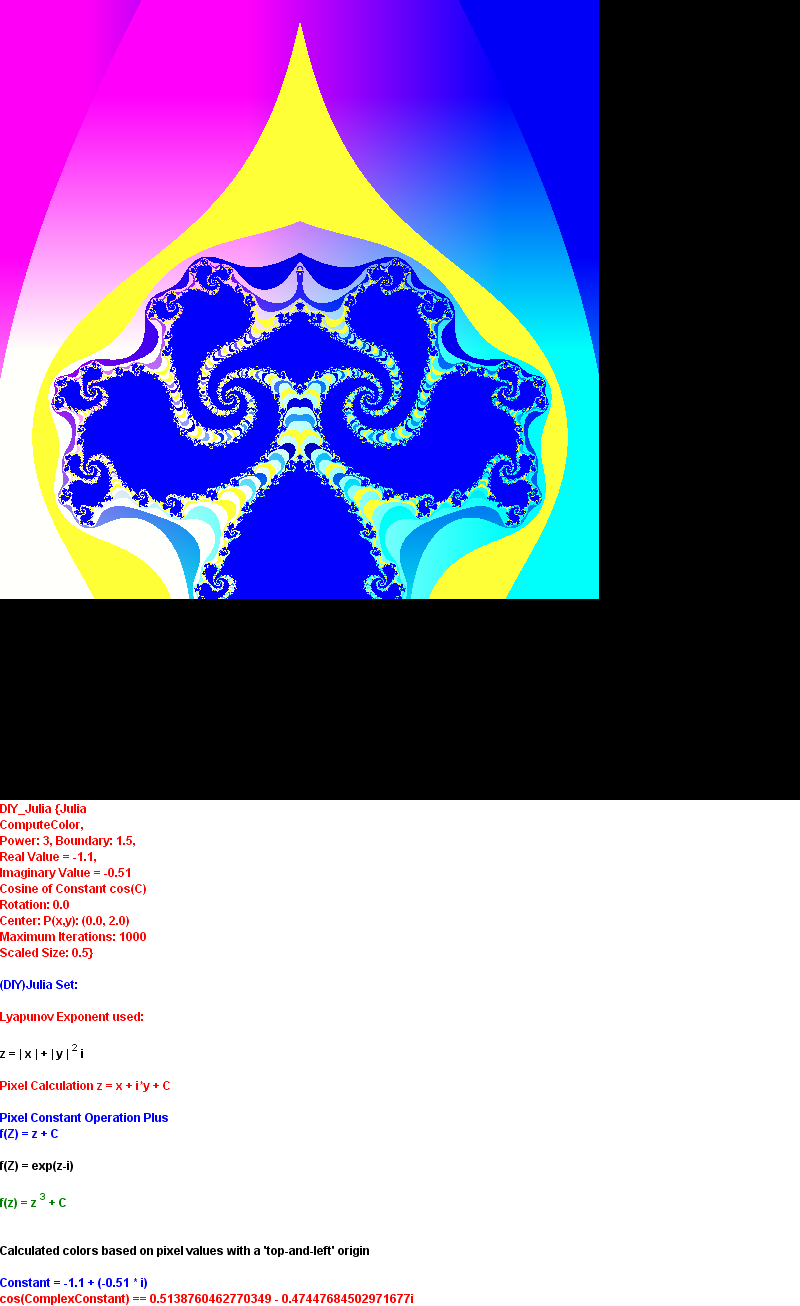 DIY_Julia {Julia
ComputeColor,
Power: 3, Boundary: 1.5,
Real Value = -1.1,
Imaginary Value = -0.51
Cosine of Constant cos(C)
Rotation: 0.0
Center: P(x,y): (0.0, 2.0)
Maximum Iterations: 1000
Scaled Size: 0.5}
(DIY)Julia Set:
Lyapunov Exponent used:
z = | x | + | y | ² i
Pixel Calculation z = x + i*y + C
Pixel Constant Operation Plus
f(Z) = z + C
f(Z) = exp(z-i)
f(z) = z ³ + C
Calculated colors based on pixel values with a 'top-and-left' origin
Constant = -1.1 + (-0.51 * i)
cos(ComplexConstant) == 0.5138760462770349 - 0.47447684502971677i